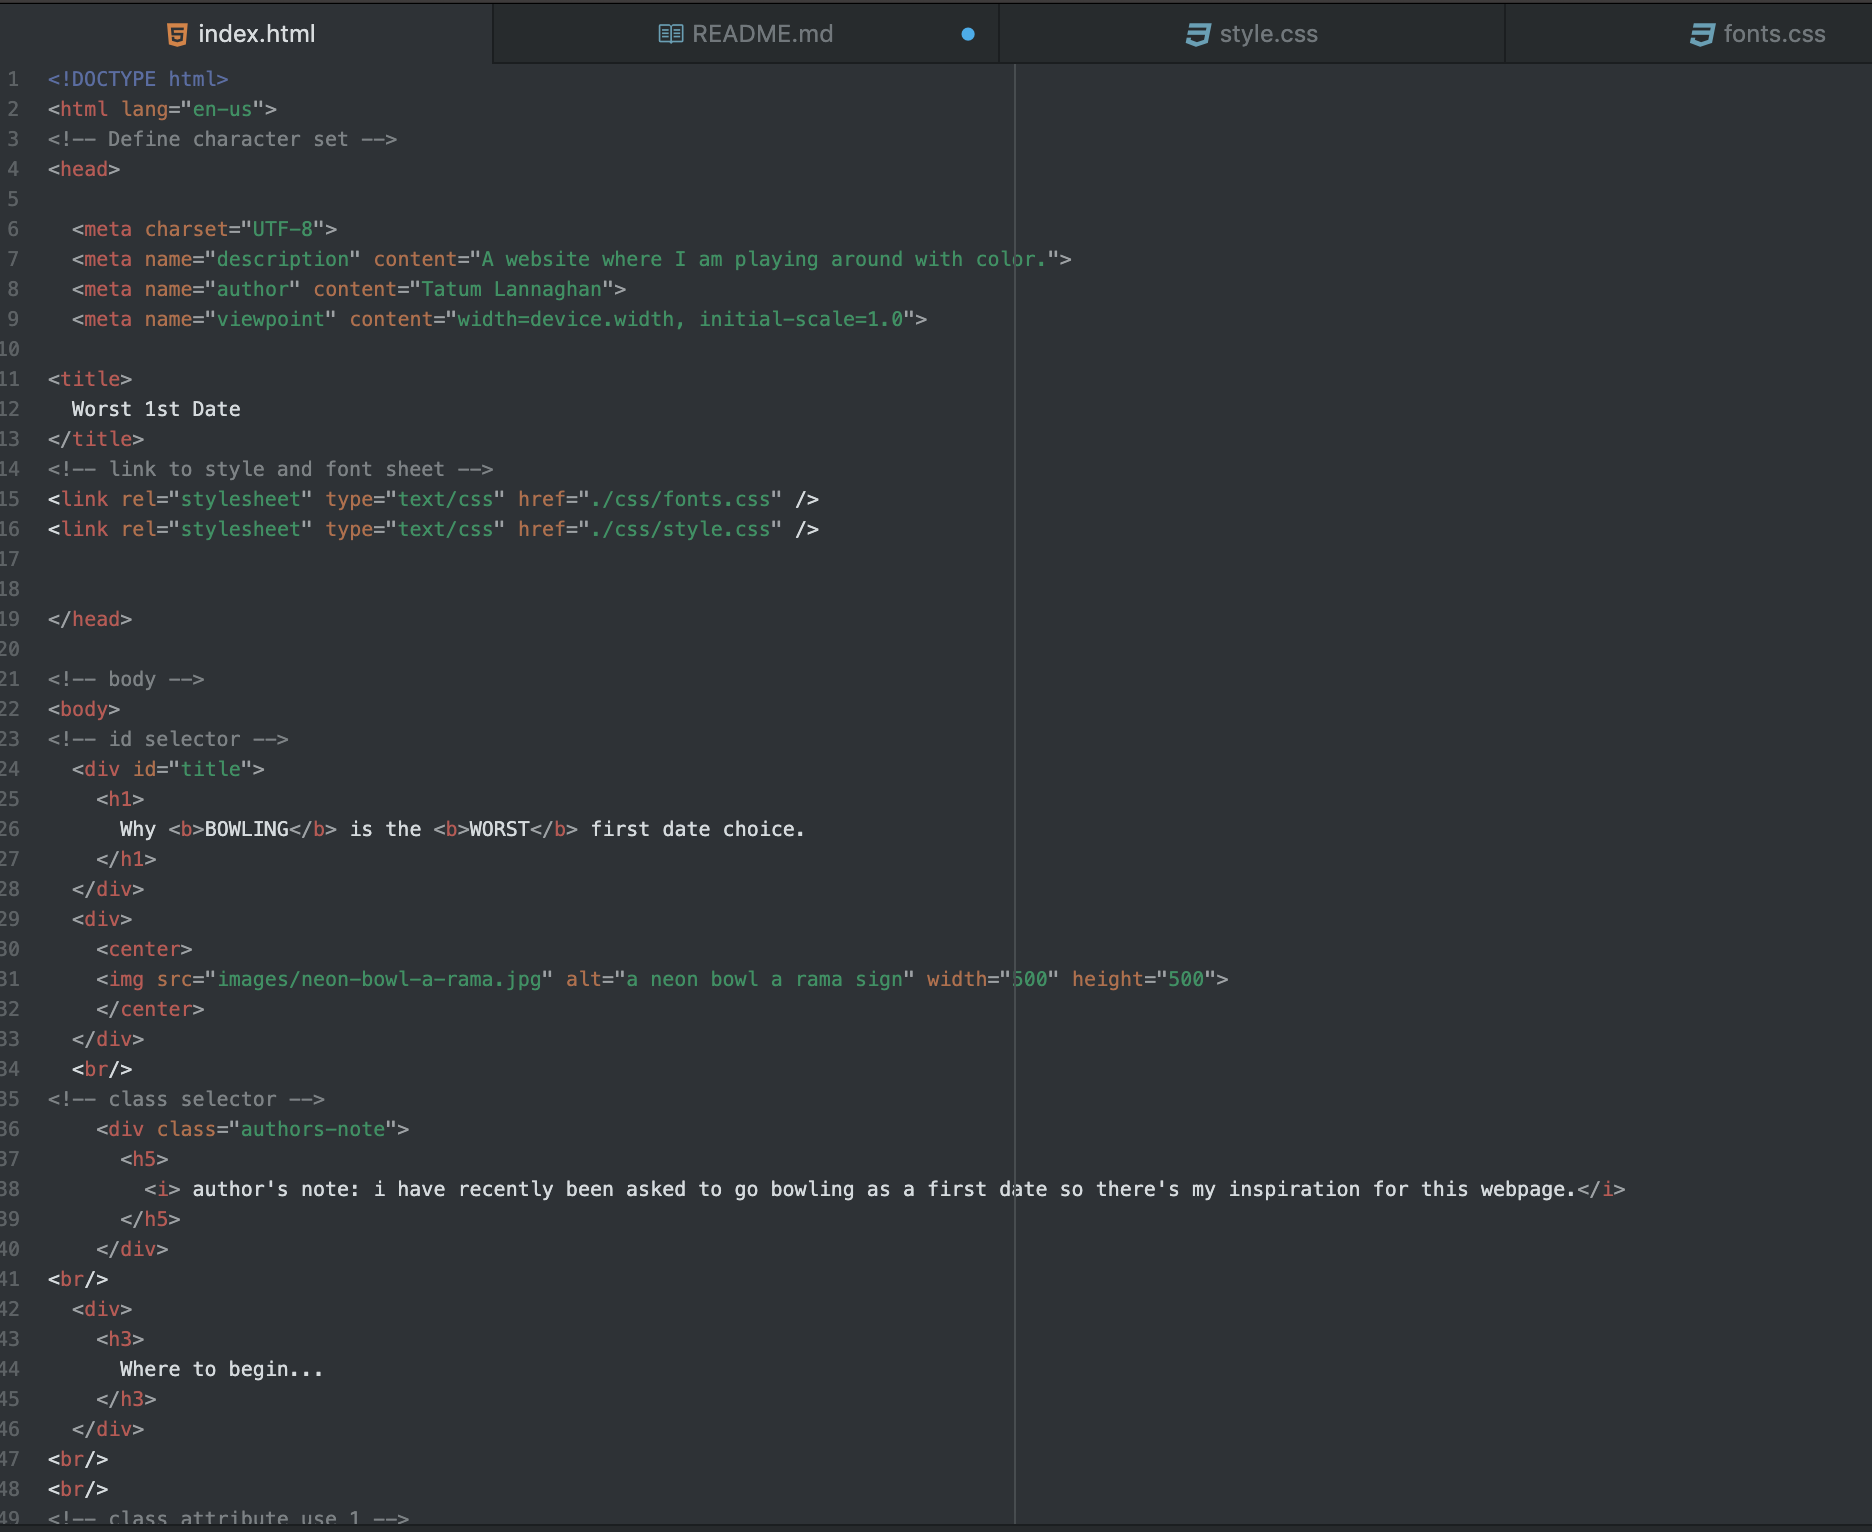 index.html README.md style.css fonts.css
1 <!DOCTYPE html>
2 <html lang="en-us">
3 <!-- Define character set -->
4 <head>
5
6   <meta charset="UTF-8">
7   <meta name="description" content="A website where I am playing around with color.">
8   <meta name="author" content="Tatum Lannaghan">
9   <meta name="viewpoint" content="width=device.width, initial-scale=1.0">
10
11 <title>
12   Worst 1st Date
13 </title>
14 <!-- link to style and font sheet -->
15 <link rel="stylesheet" type="text/css" href="./css/fonts.css" />
16 <link rel="stylesheet" type="text/css" href="./css/style.css" />
17
18
19 </head>
20
21 <!-- body -->
22 <body>
23 <!-- id selector -->
24   <div id="title">
25     <h1>
26       Why <b>BOWLING</b> is the <b>WORST</b> first date choice.
27     </h1>
28   </div>
29   <div>
30     <center>
31     <img src="images/neon-bowl-a-rama.jpg" alt="a neon bowl a rama sign" width="500" height="500">
32     </center>
33   </div>
34   <br/>
35 <!-- class selector -->
36     <div class="authors-note">
37       <h5>
38         <i> author's note: i have recently been asked to go bowling as a first date so there's my inspiration for this webpage.</i>
39       </h5>
40     </div>
41 <br/>
42   <div>
43     <h3>
44       Where to begin...
45     </h3>
46   </div>
47 <br/>
48 <br/>
49 <!-- class attribute use 1 -->